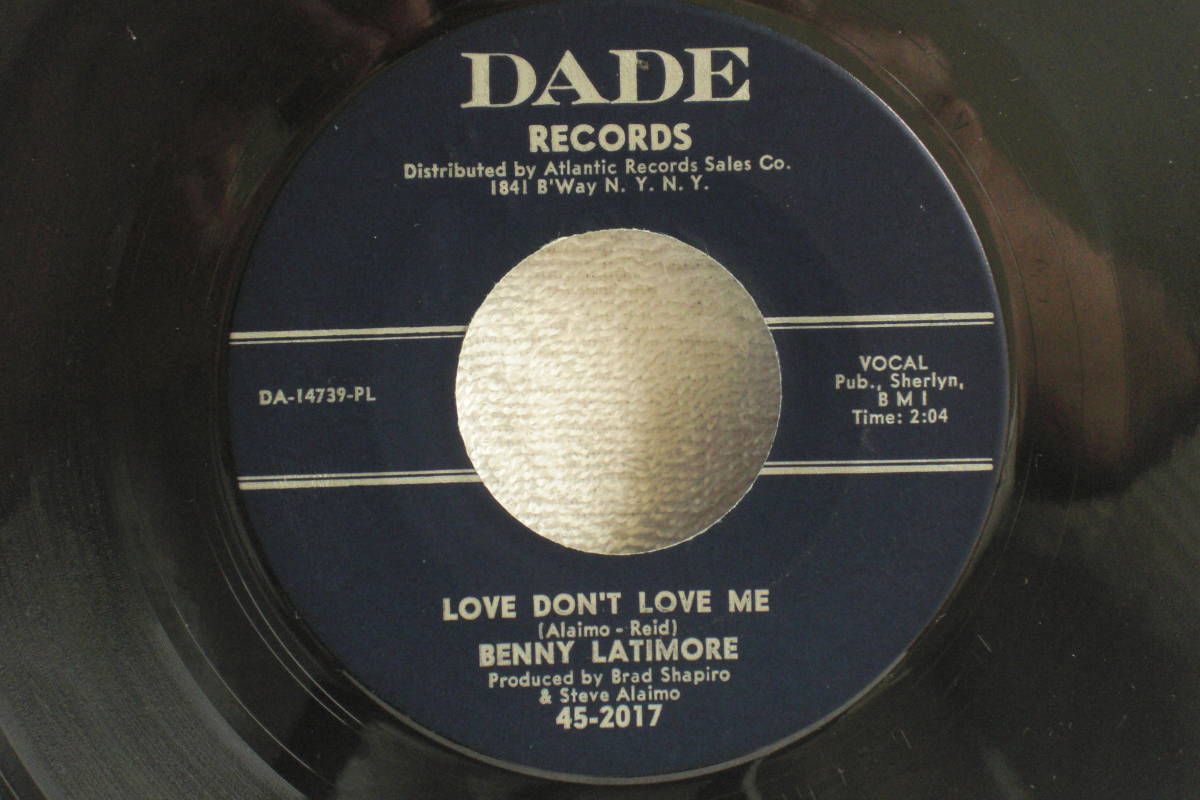 DADE
RECORDS
Distributed by Atlantic Records Sales Co.
1841 B'Way N. Y. N. Y.
DA-14739-PL
VOCAL
Pub., Sherlyn,
B M I
Time: 2:04
LOVE DON'T LOVE ME
(Alaimo - Reid)
BENNY LATIMORE
Produced by Brad Shapiro
& Steve Alaimo
45-2017